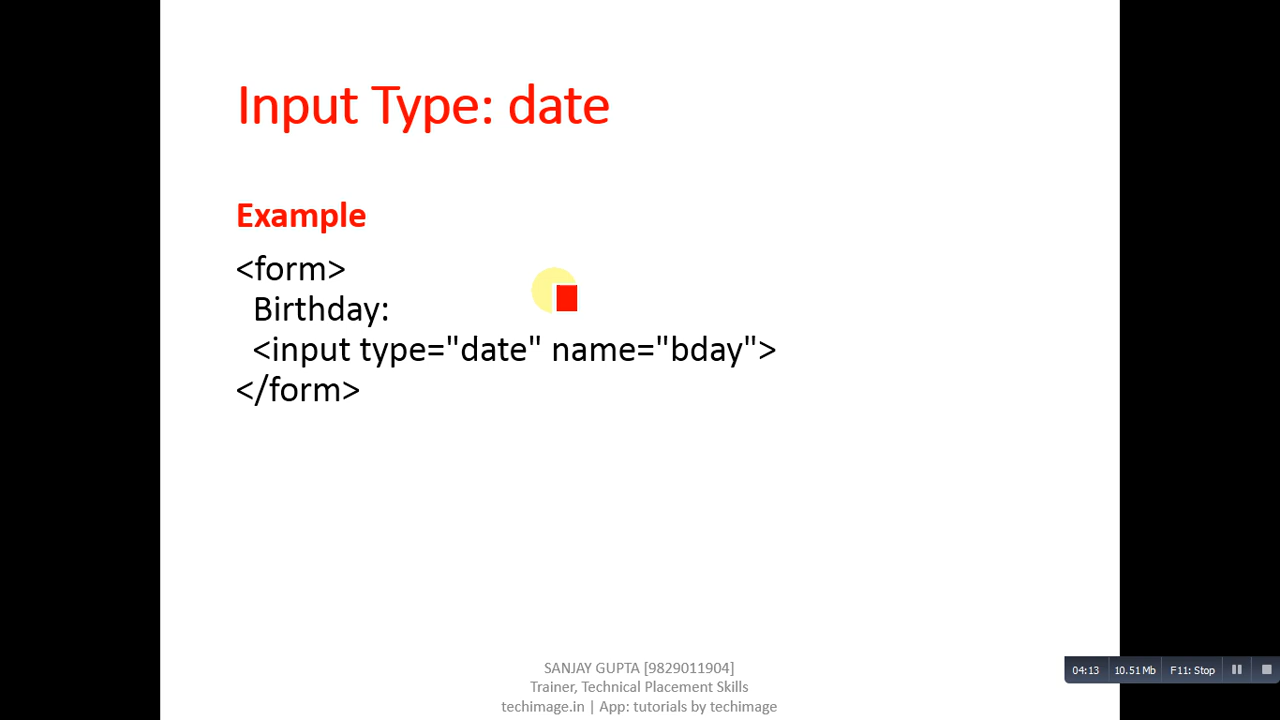 Input Type: date
Example
<form>
Birthday:
<input type="date" name="bday">
</form>
SANJAY GUPTA [9829011904]
Trainer, Technical Placement Skills
techimage.in | App: tutorials by techimage
04:13 10.51 Mb F11: Stop